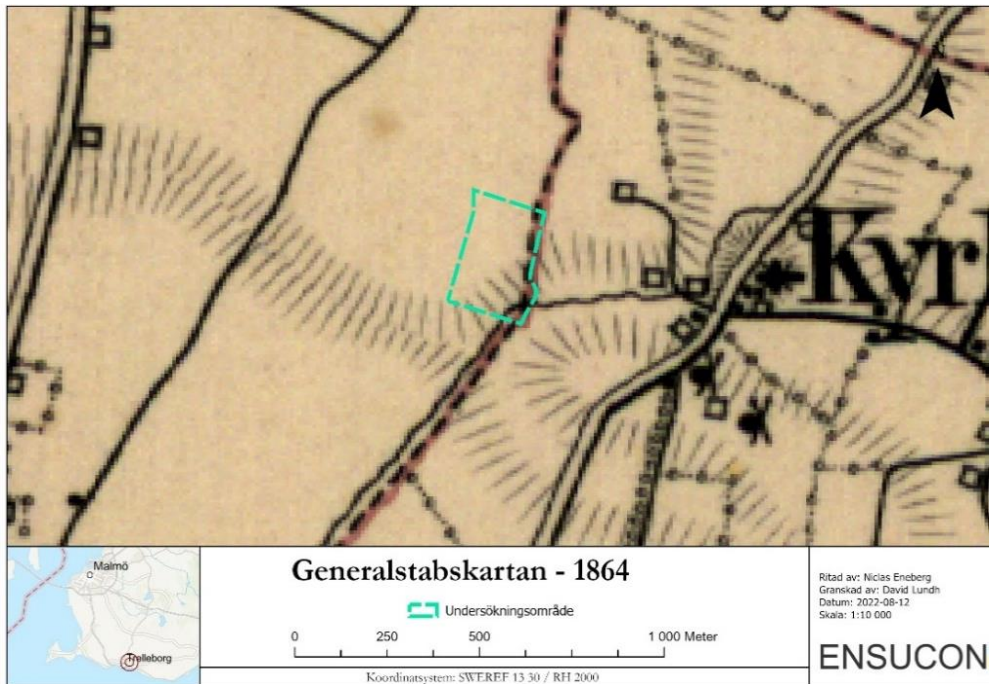 Kyrk
Malmö
Trelleborg
Generalstabskartan - 1864
Undersökningsområde
0 250 500 1 000 Meter
Koordinatsystem: SWEREF 13 30 / RH 2000
Ritad av: Niclas Eneberg
Granskad av: David Lundh
Datum: 2022-08-12
Skala: 1:10 000
ENSUCON